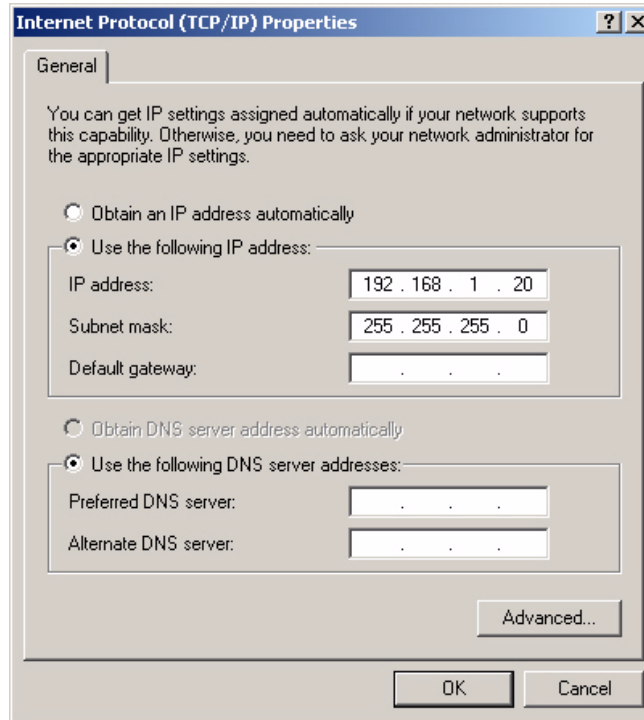 Internet Protocol (TCP/IP) Properties
General
You can get IP settings assigned automatically if your network supports
this capability. Otherwise, you need to ask your network administrator for
the appropriate IP settings.
Obtain an IP address automatically
Use the following IP address:
IP address: 192 . 168 . 1 . 20
Subnet mask: 255 . 255 . 255 . 0
Default gateway: . . .
Obtain DNS server address automatically
Use the following DNS server addresses:
Preferred DNS server: . . .
Alternate DNS server: . . .
Advanced...
OK Cancel